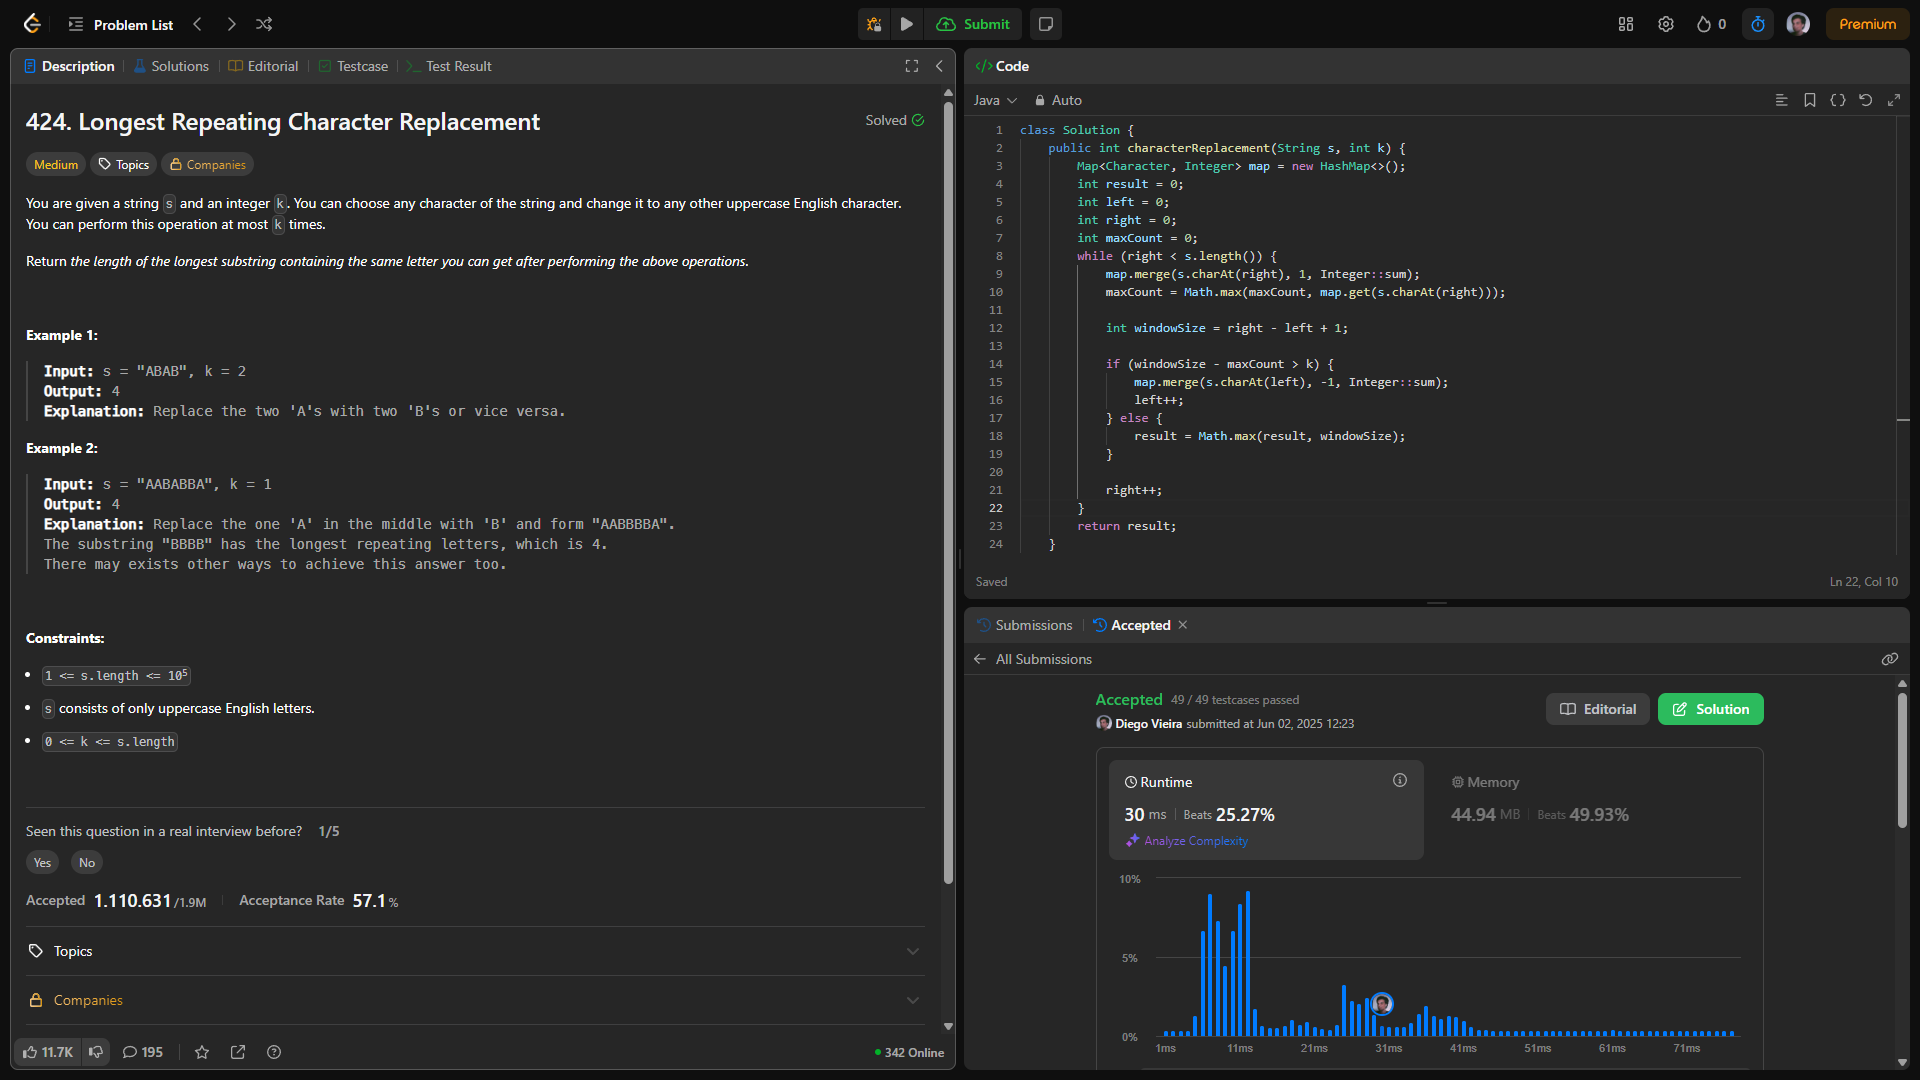 Problem List
Submit
0
Premium
Description
Solutions
Editorial
Testcase
Test Result
424. Longest Repeating Character Replacement
Solved
Medium
Topics
Companies
You are given a string s and an integer k. You can choose any character of the string and change it to any other uppercase English character.
You can perform this operation at most k times.
Return the length of the longest substring containing the same letter you can get after performing the above operations.
Example 1:
Input: s = "ABAB", k = 2
Output: 4
Explanation: Replace the two 'A's with two 'B's or vice versa.
Example 2:
Input: s = "AABABBA", k = 1
Output: 4
Explanation: Replace the one 'A' in the middle with 'B' and form "AABBBBA".
The substring "BBBB" has the longest repeating letters, which is 4.
There may exists other ways to achieve this answer too.
Constraints:
1 <= s.length <= 10⁵
s consists of only uppercase English letters.
0 <= k <= s.length
Seen this question in a real interview before? 1/5
Yes No
Accepted 1.110.631/1.9M Acceptance Rate 57.1%
Topics
Companies
11.7K 195 342 Online
</> Code
Java Auto
1 class Solution {
2 public int characterReplacement(String s, int k) {
3 Map<Character, Integer> map = new HashMap<>();
4 int result = 0;
5 int left = 0;
6 int right = 0;
7 int maxCount = 0;
8 while (right < s.length()) {
9 map.merge(s.charAt(right), 1, Integer::sum);
10 maxCount = Math.max(maxCount, map.get(s.charAt(right)));
11
12 int windowSize = right - left + 1;
13
14 if (windowSize - maxCount > k) {
15 map.merge(s.charAt(left), -1, Integer::sum);
16 left++;
17 } else {
18 result = Math.max(result, windowSize);
19 }
20
21 right++;
22 }
23 return result;
24 }
Saved Ln 22, Col 10
Submissions Accepted
All Submissions
Accepted 49 / 49 testcases passed
Diego Vieira submitted at Jun 02, 2025 12:23
Editorial
Solution
Runtime
30 ms Beats 25.27%
Analyze Complexity
Memory
44.94 MB Beats 49.93%
10%
5%
0%
1ms 11ms 21ms 31ms 41ms 51ms 61ms 71ms